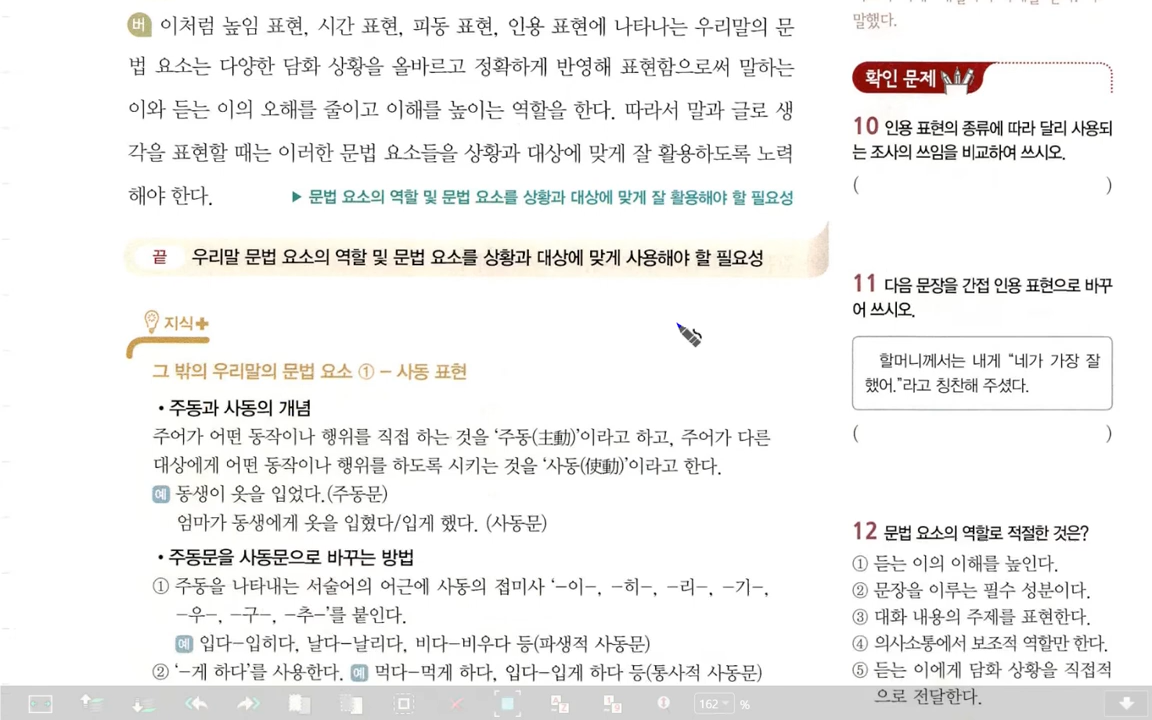 버 이처럼 높임 표현, 시간 표현, 피동 표현, 인용 표현에 나타나는 우리말의 문
법 요소는 다양한 담화 상황을 올바르고 정확하게 반영해 표현함으로써 말하는
이와 듣는 이의 오해를 줄이고 이해를 높이는 역할을 한다. 따라서 말과 글로 생
각을 표현할 때는 이러한 문법 요소들을 상황과 대상에 맞게 잘 활용하도록 노력
해야 한다.
▶ 문법 요소의 역할 및 문법 요소를 상황과 대상에 맞게 잘 활용해야 할 필요성
끝 우리말 문법 요소의 역할 및 문법 요소를 상황과 대상에 맞게 사용해야 할 필요성
지식+
그 밖의 우리말의 문법 요소 ① – 사동 표현
• 주동과 사동의 개념
주어가 어떤 동작이나 행위를 직접 하는 것을 ‘주동(主動)’이라고 하고, 주어가 다른
대상에게 어떤 동작이나 행위를 하도록 시키는 것을 ‘사동(使動)’이라고 한다.
예 동생이 옷을 입었다.(주동문)
엄마가 동생에게 옷을 입혔다/입게 했다. (사동문)
• 주동문을 사동문으로 바꾸는 방법
① 주동을 나타내는 서술어의 어근에 사동의 접미사 ‘–이–, –히–, –리–, –기–,
–우–, –구–, –추–’를 붙인다.
예 입다–입히다, 날다–날리다, 비다–비우다 등(파생적 사동문)
② ‘–게 하다’를 사용한다. 예 먹다–먹게 하다, 입다–입게 하다 등(통사적 사동문)
말했다.
확인 문제
10 인용 표현의 종류에 따라 달리 사용되
는 조사의 쓰임을 비교하여 쓰시오.
( )
11 다음 문장을 간접 인용 표현으로 바꾸
어 쓰시오.
할머니께서는 내게 “네가 가장 잘
했어.”라고 칭찬해 주셨다.
( )
12 문법 요소의 역할로 적절한 것은?
① 듣는 이의 이해를 높인다.
② 문장을 이루는 필수 성분이다.
③ 대화 내용의 주제를 표현한다.
④ 의사소통에서 보조적 역할만 한다.
⑤ 듣는 이에게 담화 상황을 직접적
으로 전달한다.
162 %